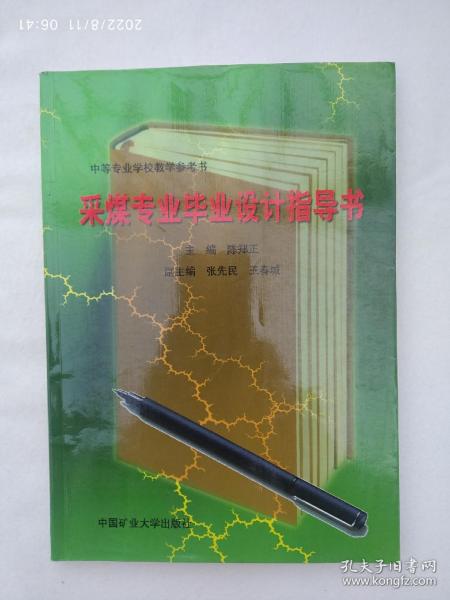 2022/8/11 06:41
中等专业学校教学参考书
采煤专业毕业设计指导书
主 编 陈邦正
副主编 张先民 王春城
中国矿业大学出版社
孔夫子旧书网
www.kongfz.com